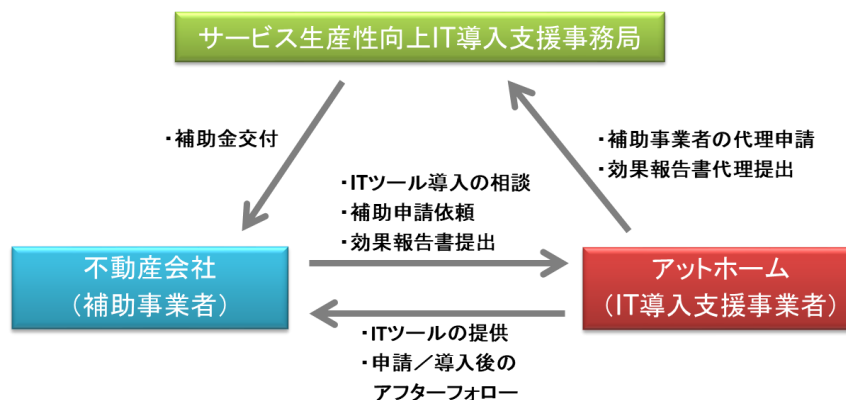 サービス生産性向上IT導入支援事務局
・補助金交付
・補助事業者の代理申請
・効果報告書代理提出
・ITツール導入の相談
・補助申請依頼
・効果報告書提出
不動産会社
（補助事業者）
アットホーム
（IT導入支援事業者）
・ITツールの提供
・申請／導入後の
アフターフォロー